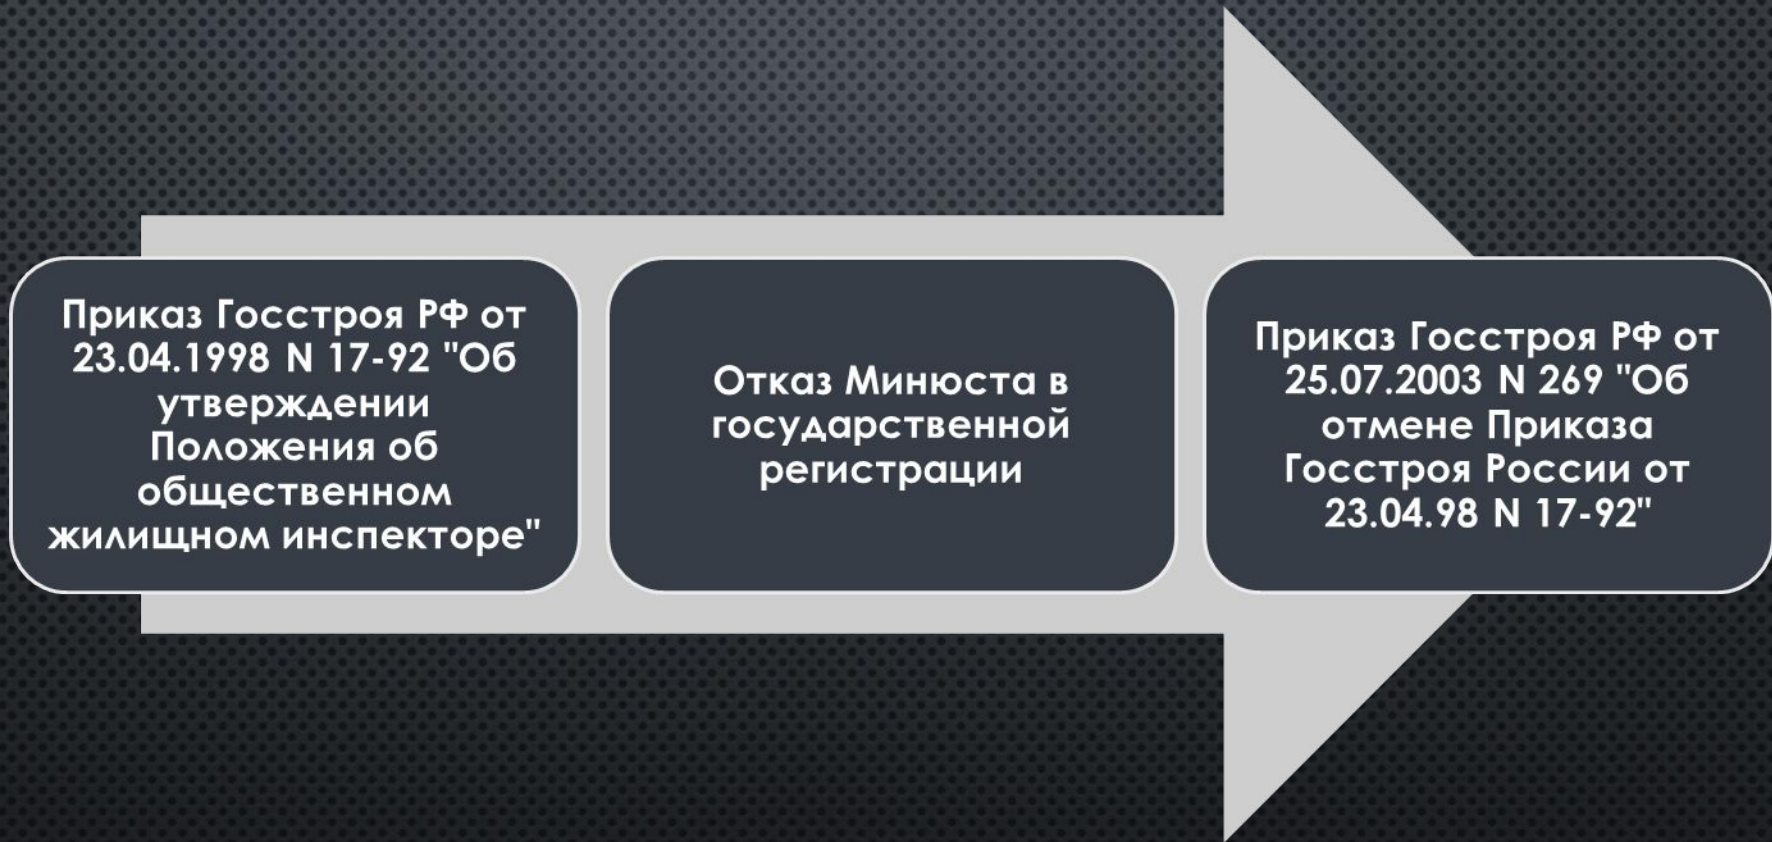 Приказ Госстроя РФ от
23.04.1998 N 17-92 "Об
утверждении
Положения об
общественном
жилищном инспекторе"
Отказ Минюста в
государственной
регистрации
Приказ Госстроя РФ от
25.07.2003 N 269 "Об
отмене Приказа
Госстроя России от
23.04.98 N 17-92"